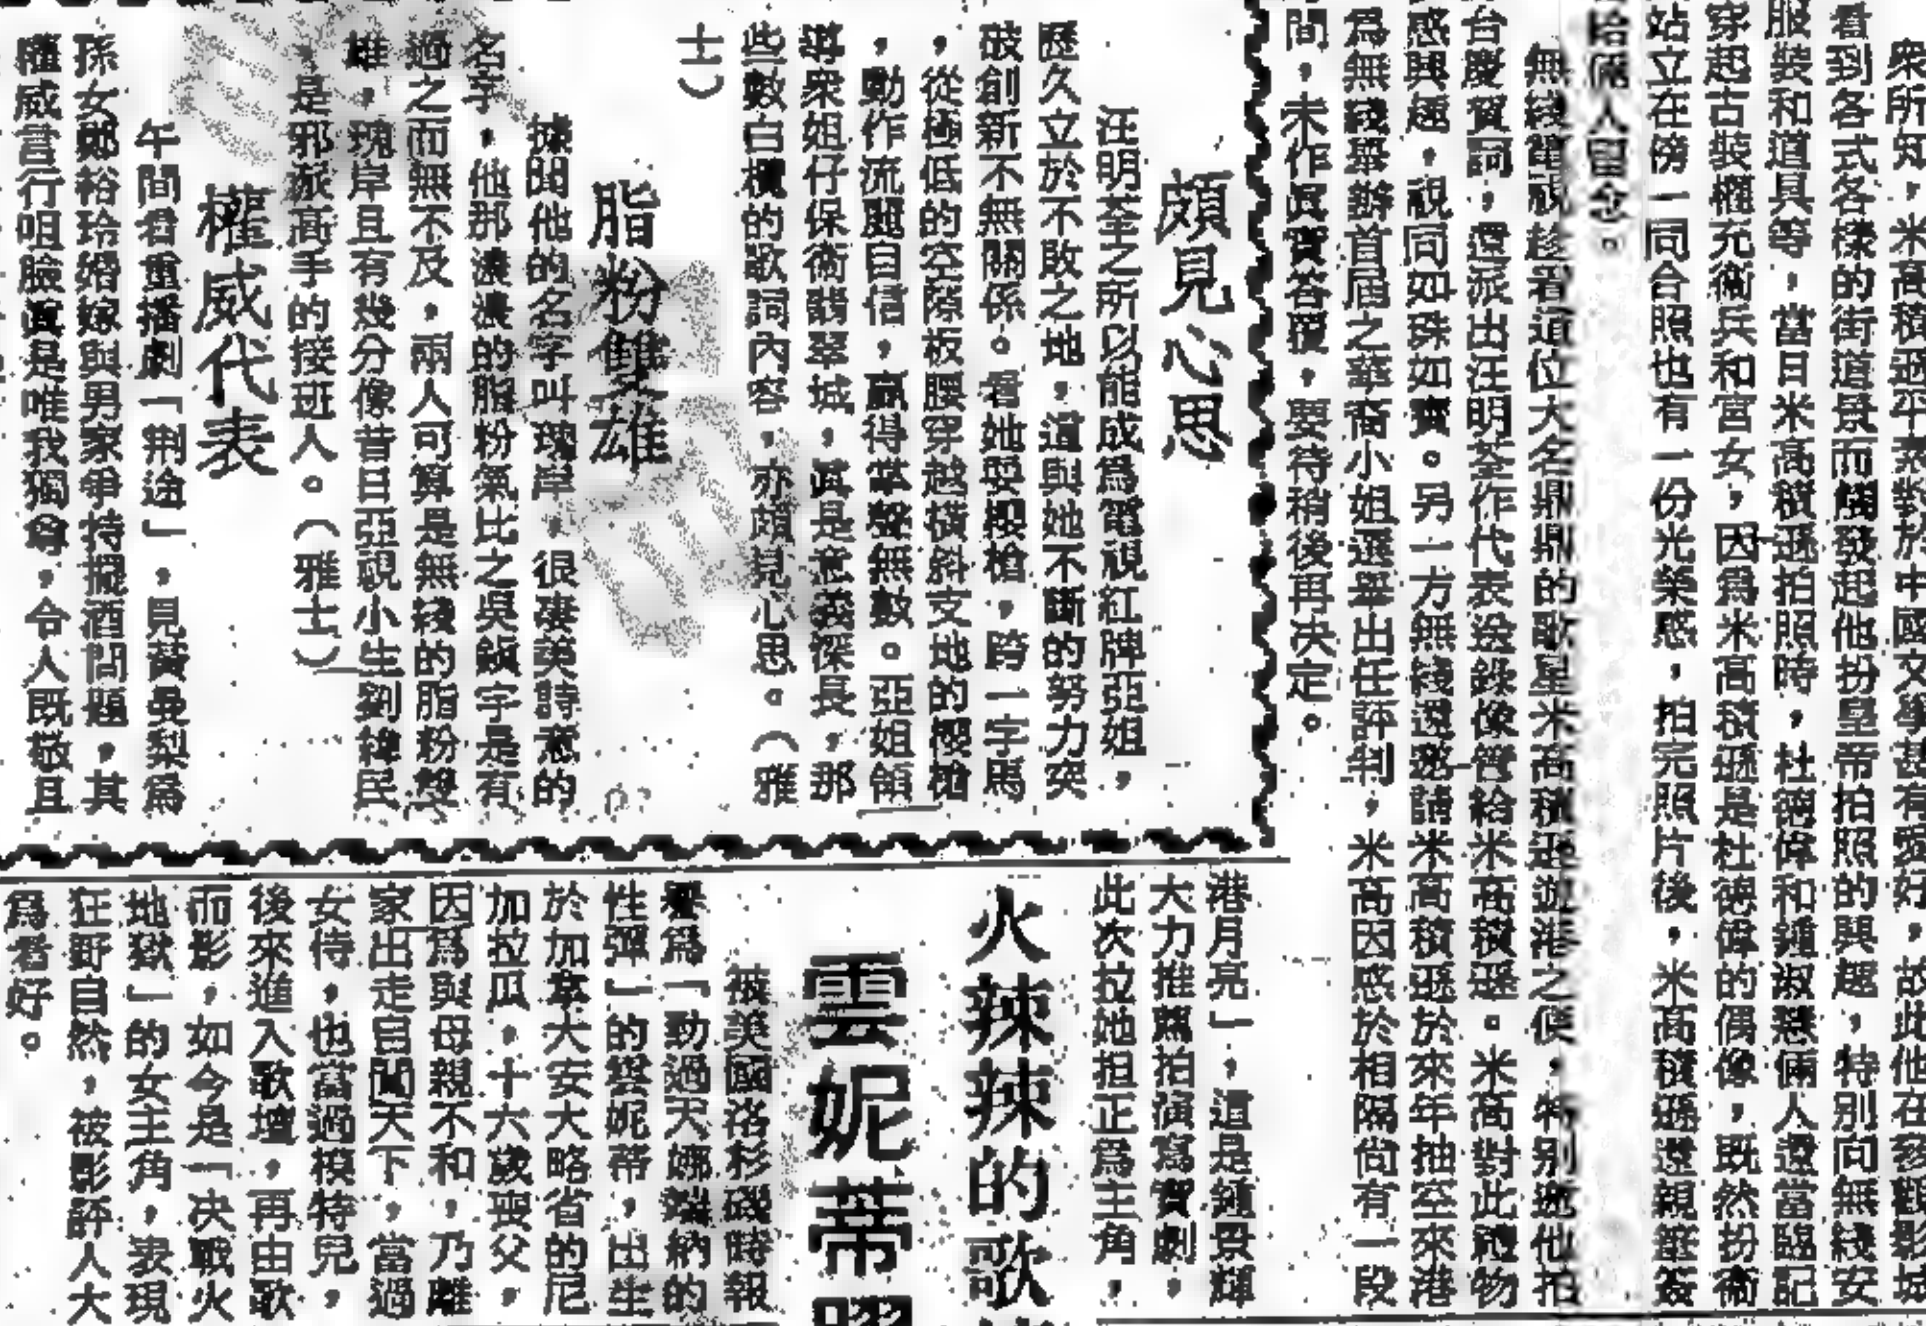 衆所知，米高積遜平素對於中國文學甚有愛好，故此他在參觀影城
看到各式各樣的街道景而觸發起他扮皇帝拍照的興趣，特別向無綫安
服裝和道具等，當日米高積遜拍照時，杜德偉和鍾淑慧倆人還當臨記
穿起古裝權充衞兵和宮女，因爲米高積遜是杜德偉的偶像，既然扮衞
站立在傍一同合照也有一份光榮感，拍完照片後，米高積遜還親筆簽
給倆人留念。
無綫電視趁着這位大名鼎鼎的歌星米高積遜遊港之便，特別邀他拍
台慶賀詞，還派出汪明荃作代表送錄像帶給米高積遜。米高對此禮物
感興趣，視同如珠如寶。另一方無綫還邀請米高積遜於來年抽空來港
爲無綫舉辦首屆之華裔小姐選舉出任評判，米高因感於相隔尚有一段
間，未作眞實答覆，要待稍後再決定。
頗見心思
汪明荃之所以能成爲電視紅牌亞姐，
歷久立於不敗之地，這與她不斷的努力突
破創新不無關係。看她耍櫻槍，跨一字馬
，從極低的空隙板腰穿越橫斜支地的櫻槍
，動作流麗自信，贏得掌聲無數。亞姐領
導衆姐仔保衞翡翠城，眞是意義深長，那
些數白欖的歌詞內容，亦頗見心思。（雅
士）
脂粉雙雄
據聞他的名字叫瑰岸，很凄美詩意的
名字，他那濃濃的脂粉氣比之吳鎭宇是有
過之而無不及，兩人可算是無綫的脂粉雙
雄，瑰岸且有幾分像昔日亞視小生劉緯民
，是邪派高手的接班人。（雅士）
權威代表
午間看重播劇「荆途」，見黃曼梨爲
孫女鄭裕玲婚嫁與男家爭持擺酒問題，其
權威言行咀臉眞是唯我獨尊，令人既敬且
港月亮」，這是鍾景輝
大力推薦拍演寫實劇，
此次拉她担正爲主角，
火辣辣的歌
雲妮蒂
被美國洛杉磯時報
譽爲「勁過天娜端納的
性彈」的雲妮蒂，出生
於加拿大安大略省的尼
加拉瓜，十六歲喪父，
因爲與母親不和，乃離
家出走自闖天下，當過
女侍，也當過模特兒，
後來進入歌壇，再由歌
而影，如今是「决戰火
地獄」的女主角，表現
狂野自然，被影評人大
爲看好。